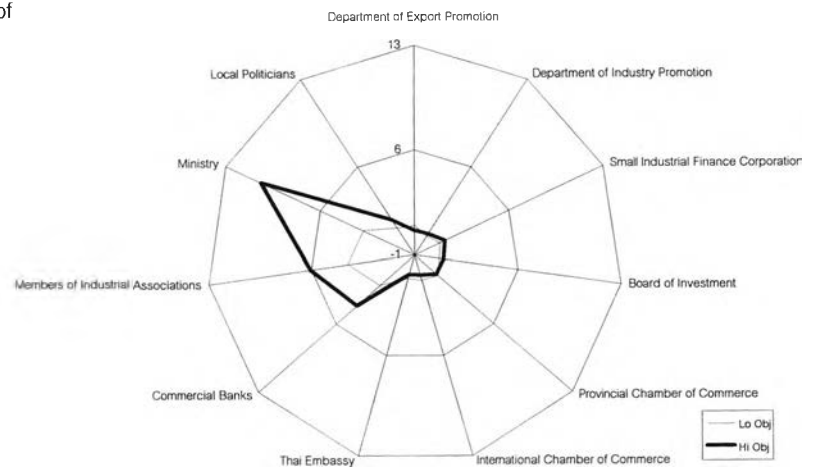 of
Department of Export Promotion
13
Local Politicians
Department of Industry Promotion
6
Ministry
Small Industrial Finance Corporation
-1
Members of Industrial Associations
Board of Investment
Commercial Banks
Provincial Chamber of Commerce
Lo Obj
Hi Obj
Thai Embassy
International Chamber of Commerce